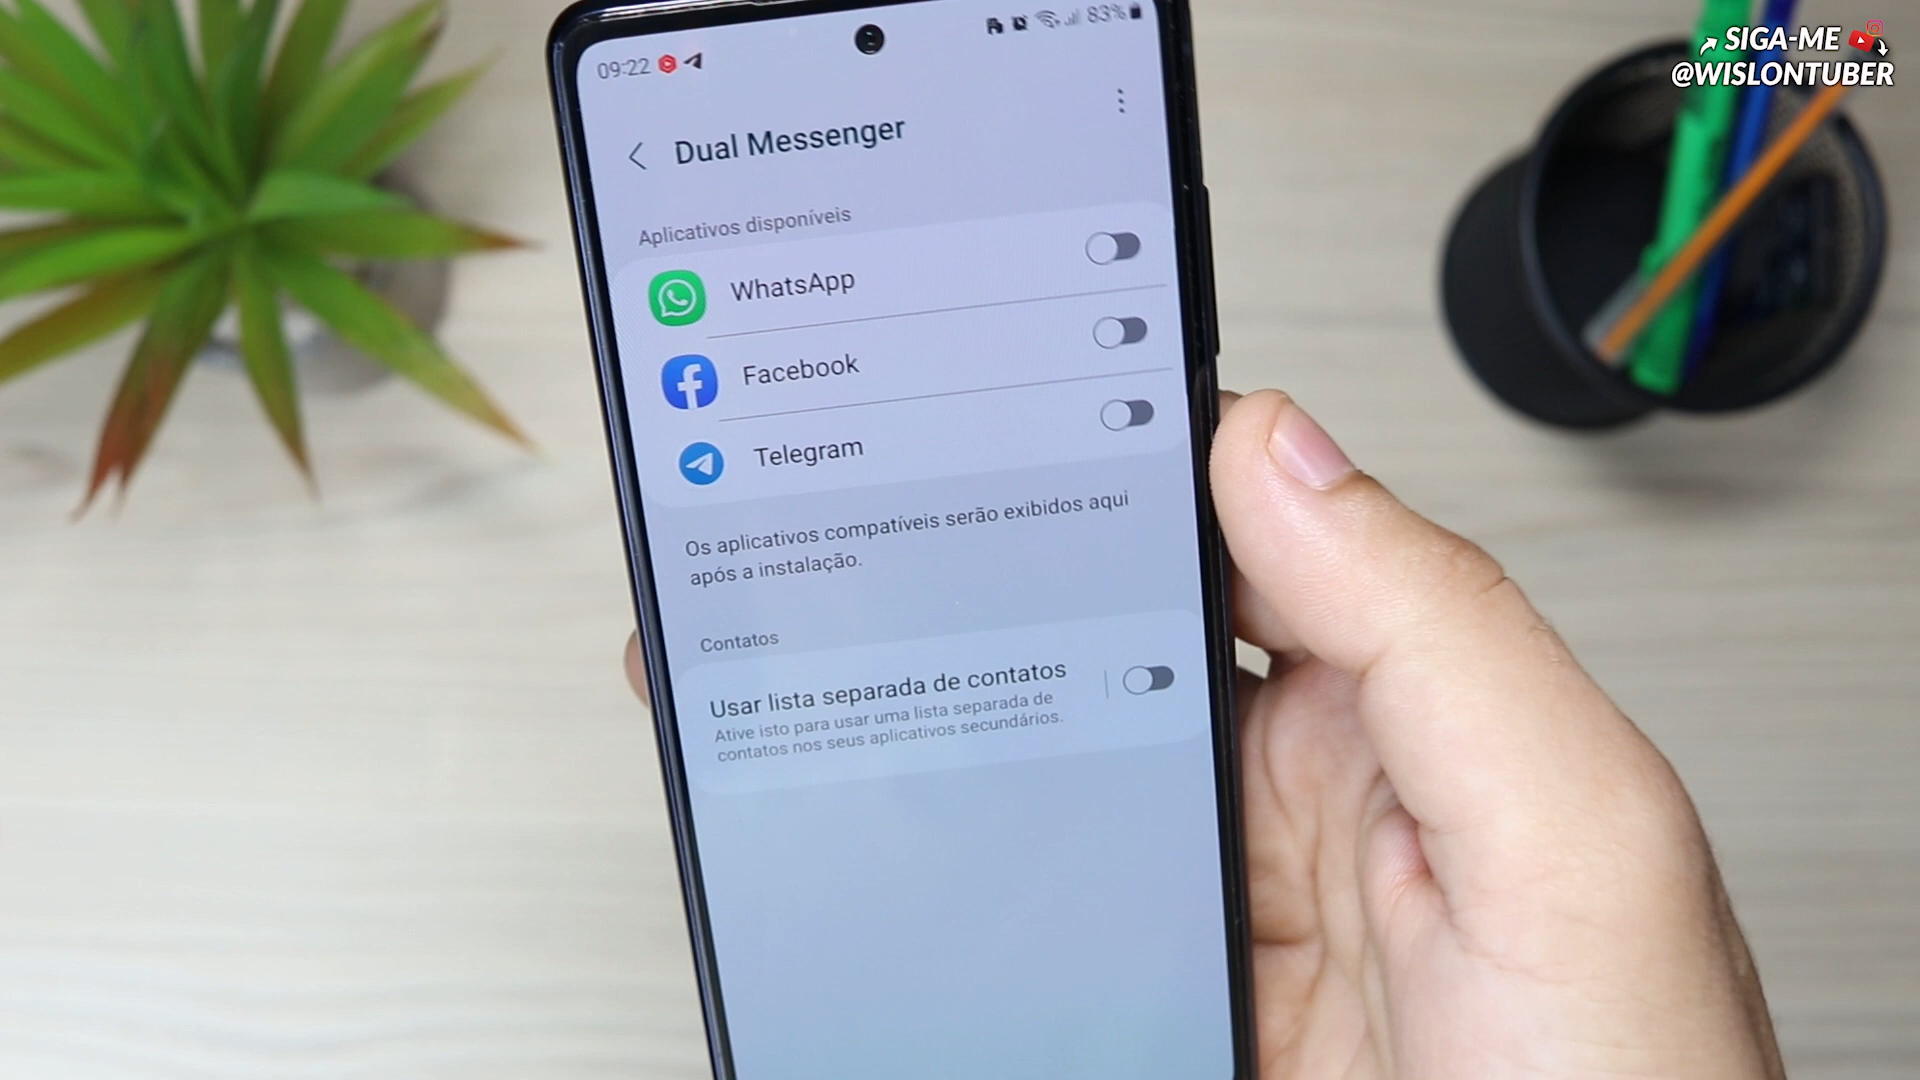 SIGA-ME
@WISLONTUBER
09:22
83%
Dual Messenger
Aplicativos disponíveis
WhatsApp
Facebook
Telegram
Os aplicativos compatíveis serão exibidos aqui
após a instalação.
Contatos
Usar lista separada de contatos
Ative isto para usar uma lista separada de
contatos nos seus aplicativos secundários.